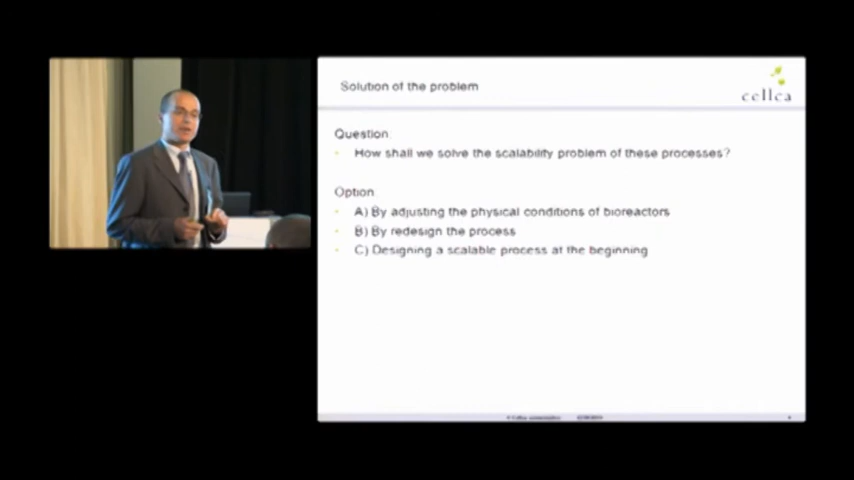 Solution of the problem
cellca
Question:
How shall we solve the scalability problem of these processes?
Option:
A) By adjusting the physical conditions of bioreactors
B) By redesign the process
C) Designing a scalable process at the beginning